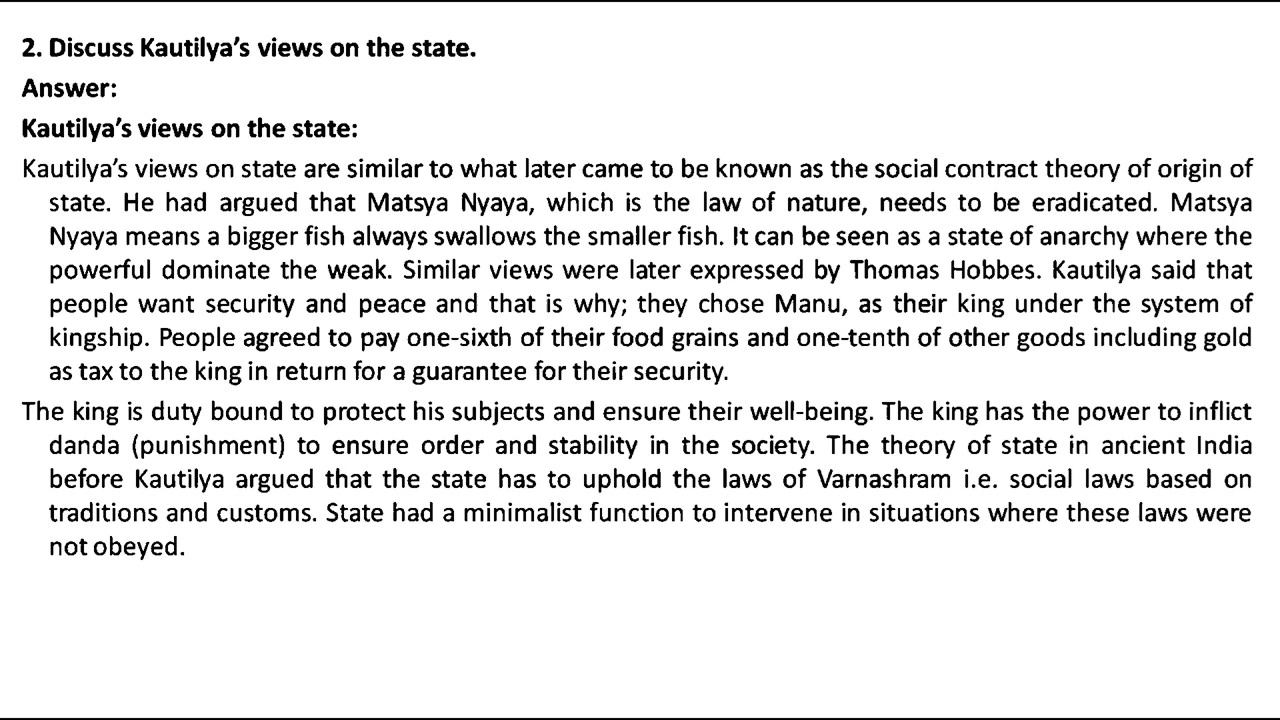 2. Discuss Kautilya’s views on the state.
Answer:
Kautilya’s views on the state:
Kautilya’s views on state are similar to what later came to be known as the social contract theory of origin of
state. He had argued that Matsya Nyaya, which is the law of nature, needs to be eradicated. Matsya
Nyaya means a bigger fish always swallows the smaller fish. It can be seen as a state of anarchy where the
powerful dominate the weak. Similar views were later expressed by Thomas Hobbes. Kautilya said that
people want security and peace and that is why; they chose Manu, as their king under the system of
kingship. People agreed to pay one-sixth of their food grains and one-tenth of other goods including gold
as tax to the king in return for a guarantee for their security.
The king is duty bound to protect his subjects and ensure their well-being. The king has the power to inflict
danda (punishment) to ensure order and stability in the society. The theory of state in ancient India
before Kautilya argued that the state has to uphold the laws of Varnashram i.e. social laws based on
traditions and customs. State had a minimalist function to intervene in situations where these laws were
not obeyed.